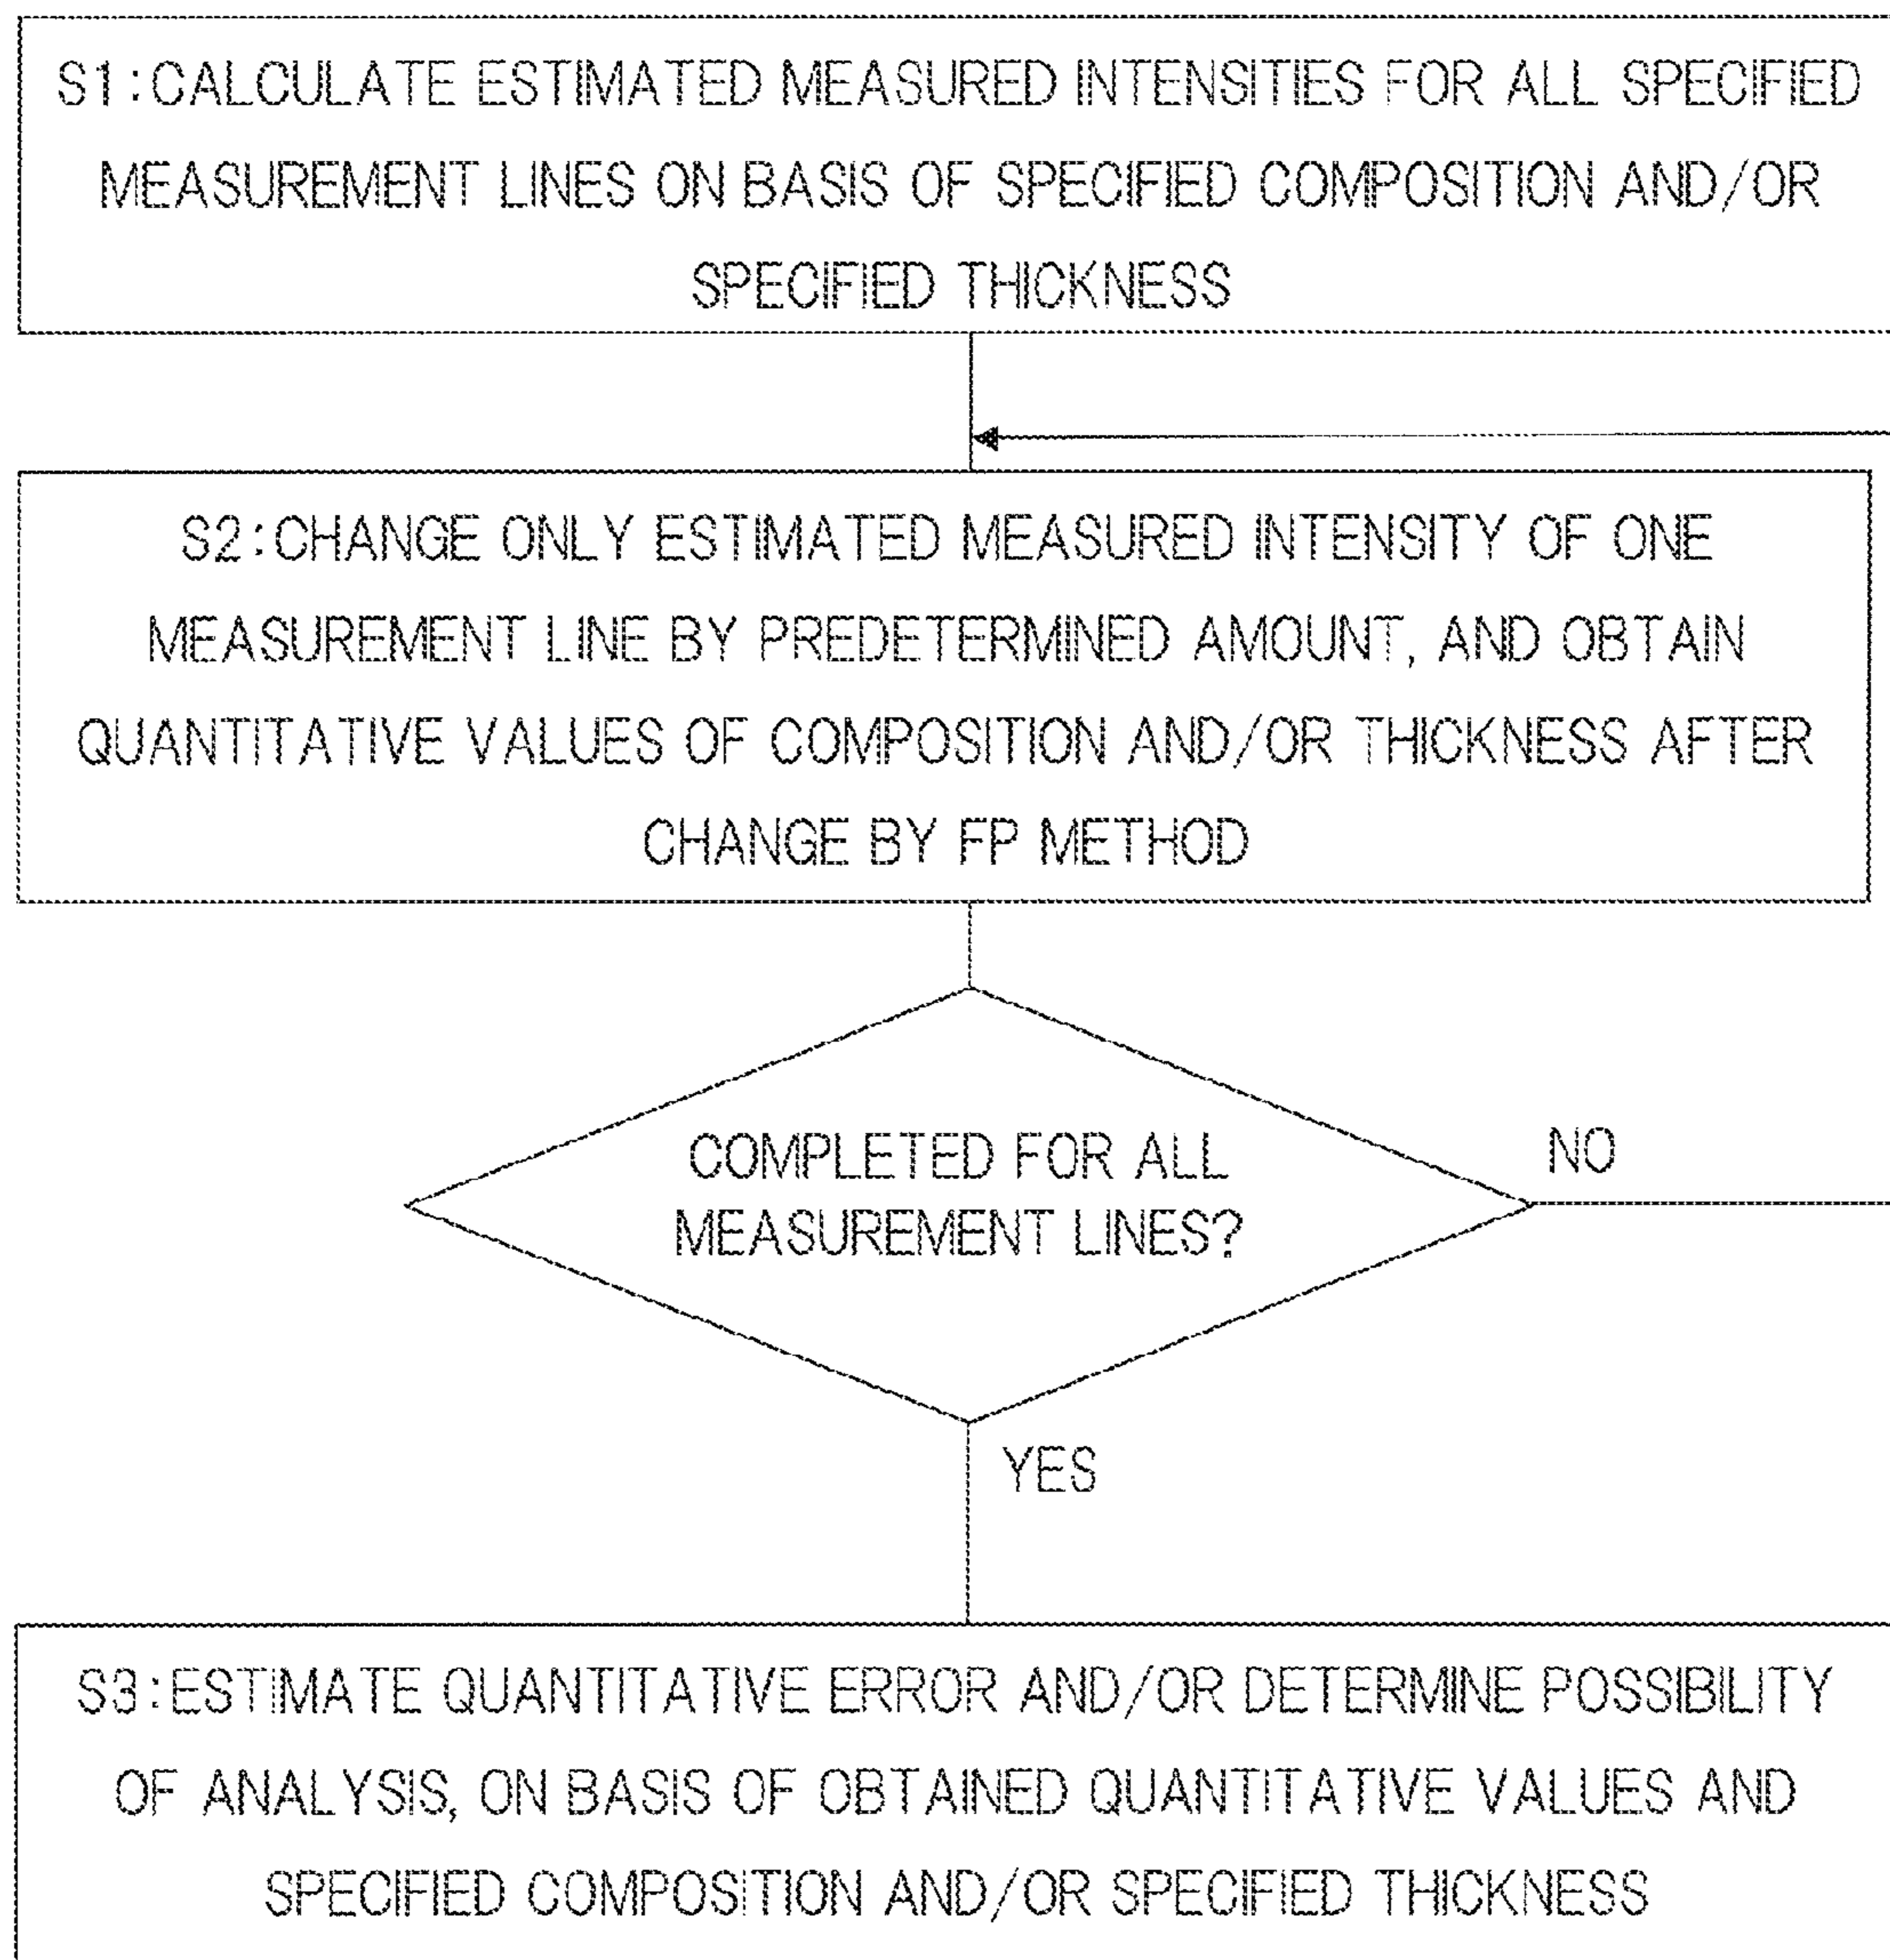 S1:CALCULATE ESTIMATED MEASURED INTENSITIES FOR ALL SPECIFIED
MEASUREMENT LINES ON BASIS OF SPECIFIED COMPOSITION AND/OR
SPECIFIED THICKNESS
S2:CHANGE ONLY ESTIMATED MEASURED INTENSITY OF ONE
MEASUREMENT LINE BY PREDETERMINED AMOUNT, AND OBTAIN
QUANTITATIVE VALUES OF COMPOSITION AND/OR THICKNESS AFTER
CHANGE BY FP METHOD
COMPLETED FOR ALL
MEASUREMENT LINES?
NO
YES
S3:ESTIMATE QUANTITATIVE ERROR AND/OR DETERMINE POSSIBILITY
OF ANALYSIS, ON BASIS OF OBTAINED QUANTITATIVE VALUES AND
SPECIFIED COMPOSITION AND/OR SPECIFIED THICKNESS